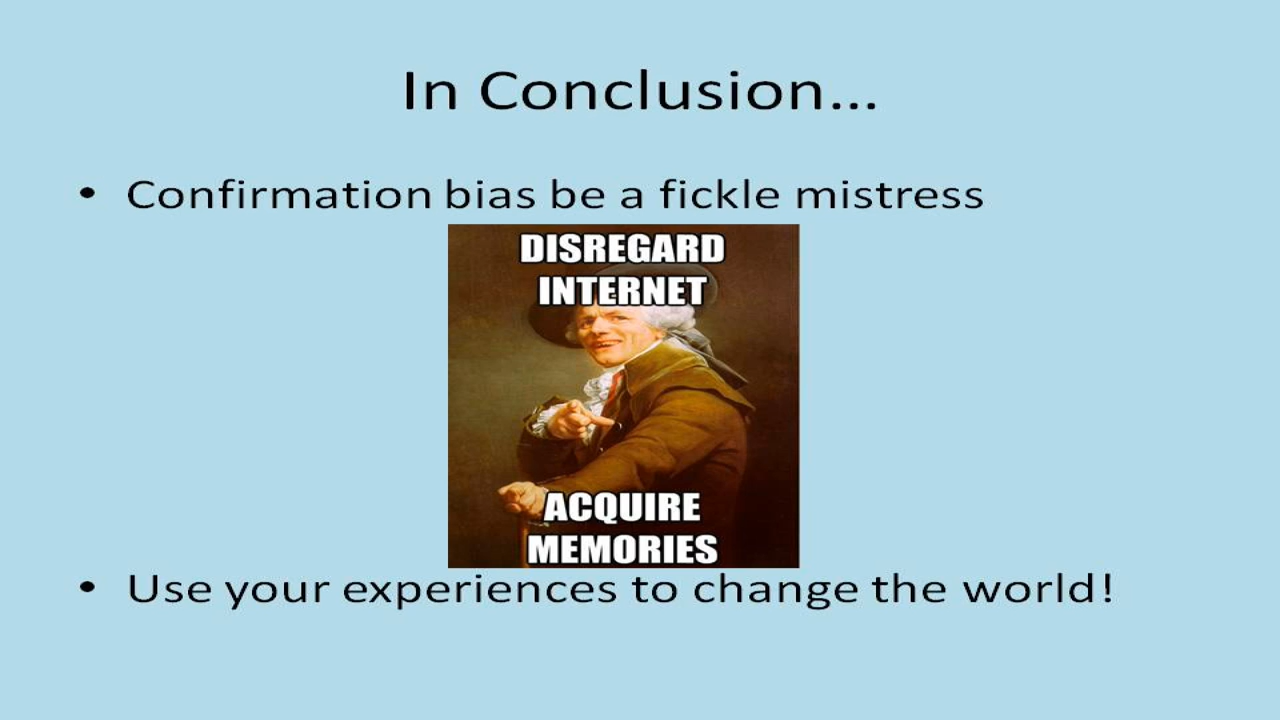 In Conclusion...
• Confirmation bias be a fickle mistress
DISREGARD
INTERNET
ACQUIRE
MEMORIES
• Use your experiences to change the world!